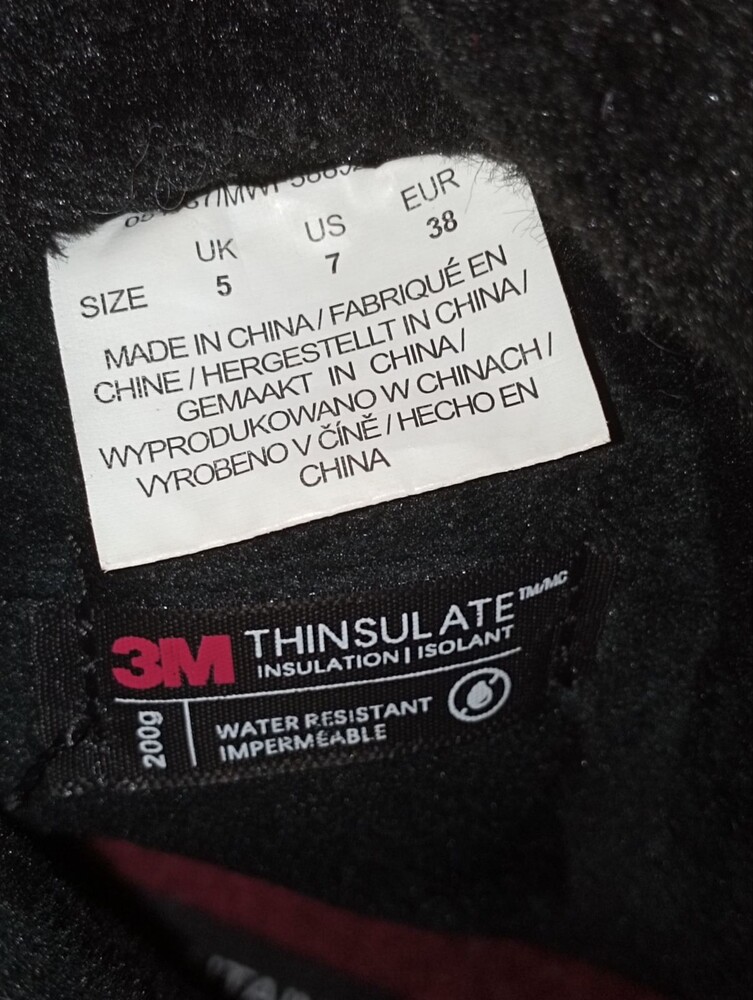 UK US EUR
SIZE 5 7 38
MADE IN CHINA / FABRIQUÉ EN
CHINE / HERGESTELLT IN CHINA /
GEMAAKT IN CHINA /
WYPRODUKOWANO W CHINACH /
VYROBENO V ČÍNĚ / HECHO EN
CHINA
3M THINSULATE TM/MC
INSULATION | ISOLANT
200g
WATER RESISTANT
IMPERMÉABLE